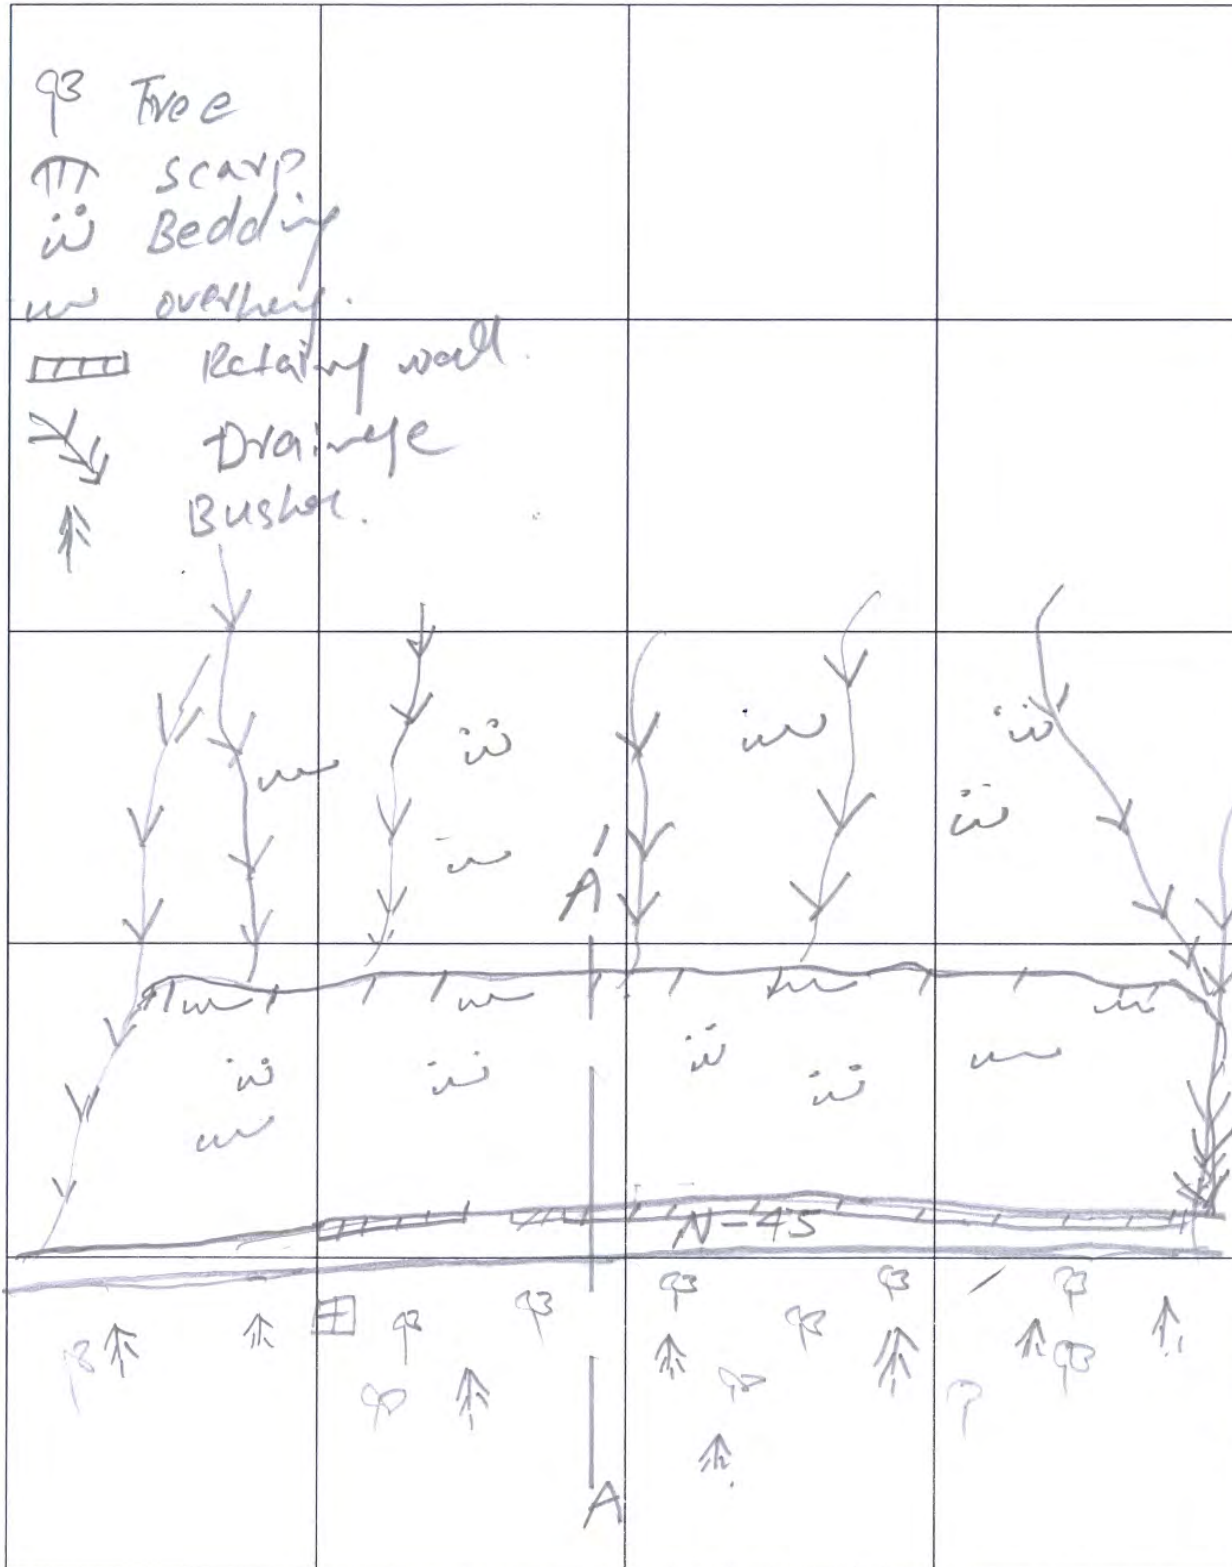 Tree
scarp
Bedding
overhang.
Retaining wall.
Drainage
Bushes.
A'
N-45
A